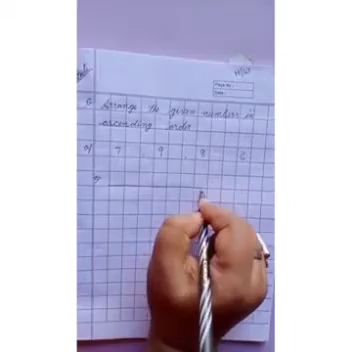 H/W
Page No.:
Date:
Q Arrange the given number in
ascending order
a) 7 , 9 , 8 6